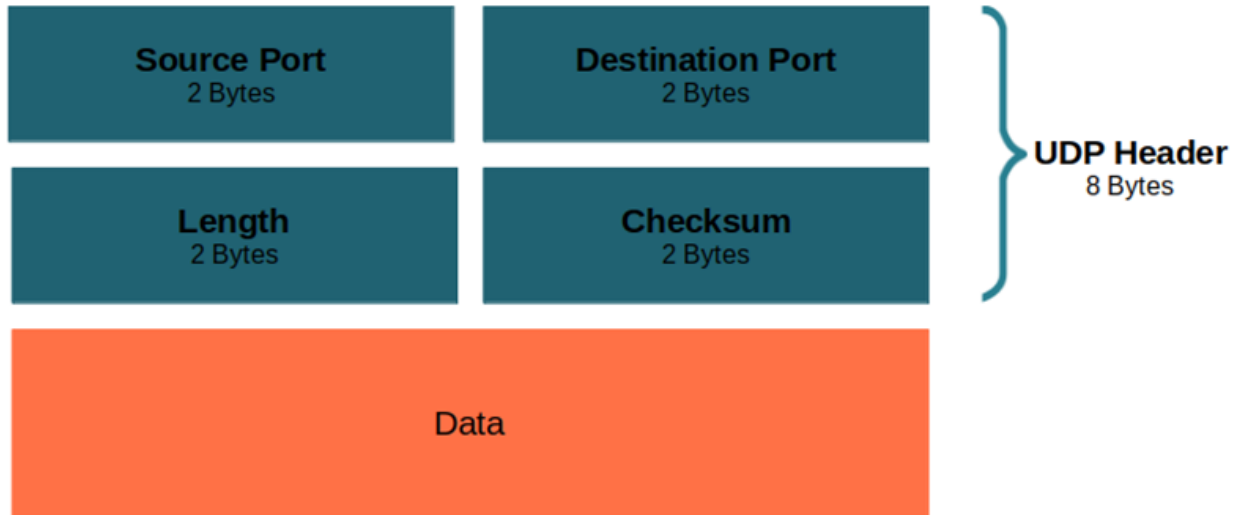 Source Port
2 Bytes
Destination Port
2 Bytes
Length
2 Bytes
Checksum
2 Bytes
UDP Header
8 Bytes
Data